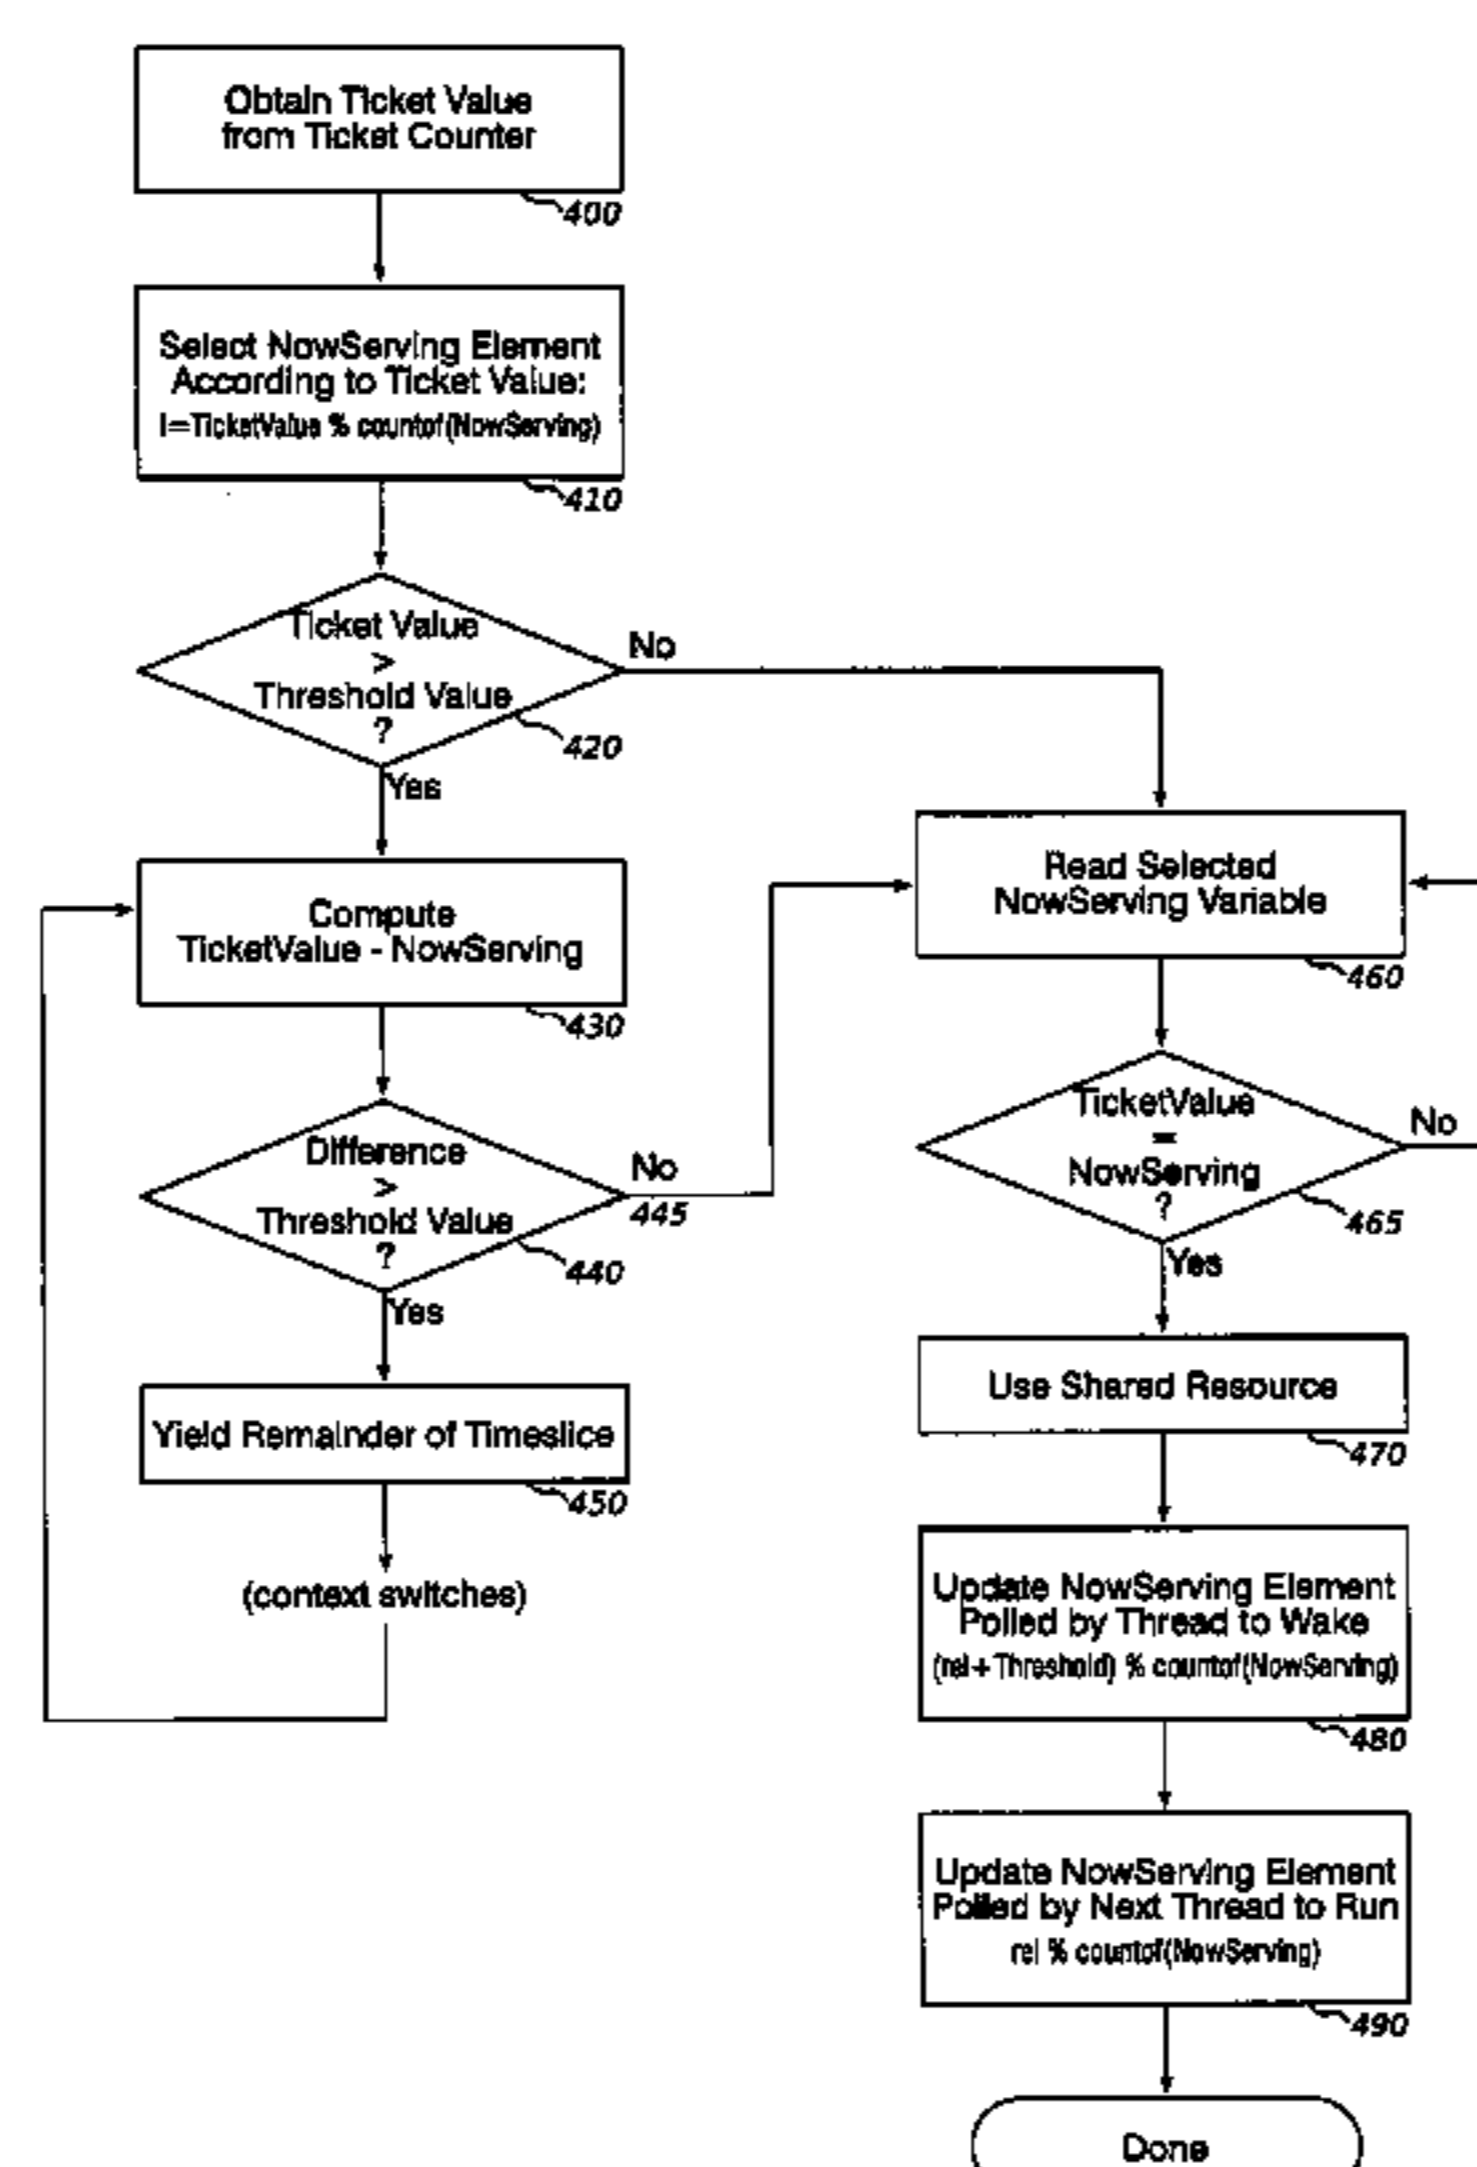 Obtain Ticket Value
from Ticket Counter
400
Select NowServing Element
According to Ticket Value:
i=TicketValue % countof(NowServing)
410
Ticket Value
>
Threshold Value
?
420
No
Yes
Compute
TicketValue - NowServing
430
Difference
>
Threshold Value
?
440
No
445
Yes
Yield Remainder of Timeslice
450
(context switches)
Read Selected
NowServing Variable
460
TicketValue
=
NowServing
?
465
No
Yes
Use Shared Resource
470
Update NowServing Element
Polled by Thread to Wake
(rel+Threshold) % countof(NowServing)
480
Update NowServing Element
Polled by Next Thread to Run
rel % countof(NowServing)
490
Done